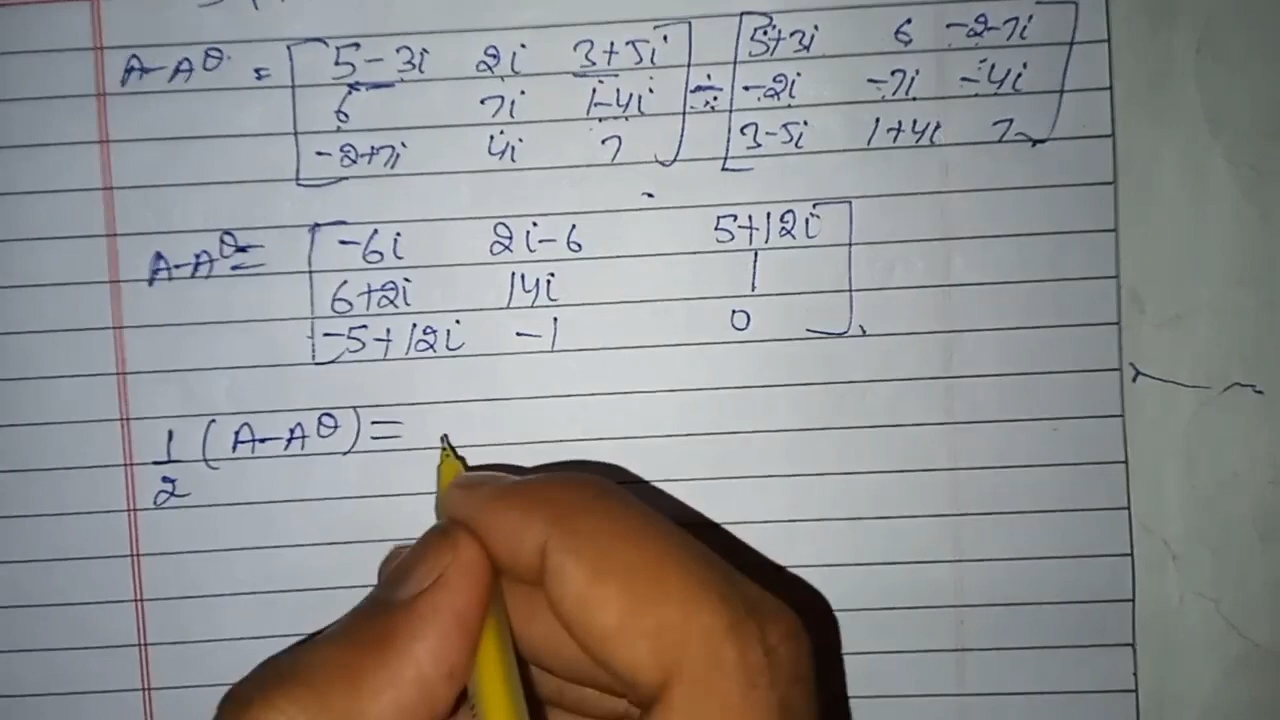 A-Aᶿ = [ 5-3i 2i 3+5i ] - [ 5+3i 6 -2-7i ]
6 7i 1-4i -2i -7i -4i
-2+7i 4i 7 3-5i 1+4i 7
A-Aᶿ = [ -6i 2i-6 5+12i ]
6+2i 14i 1
-5+12i -1 0
1/2 (A-Aᶿ) =